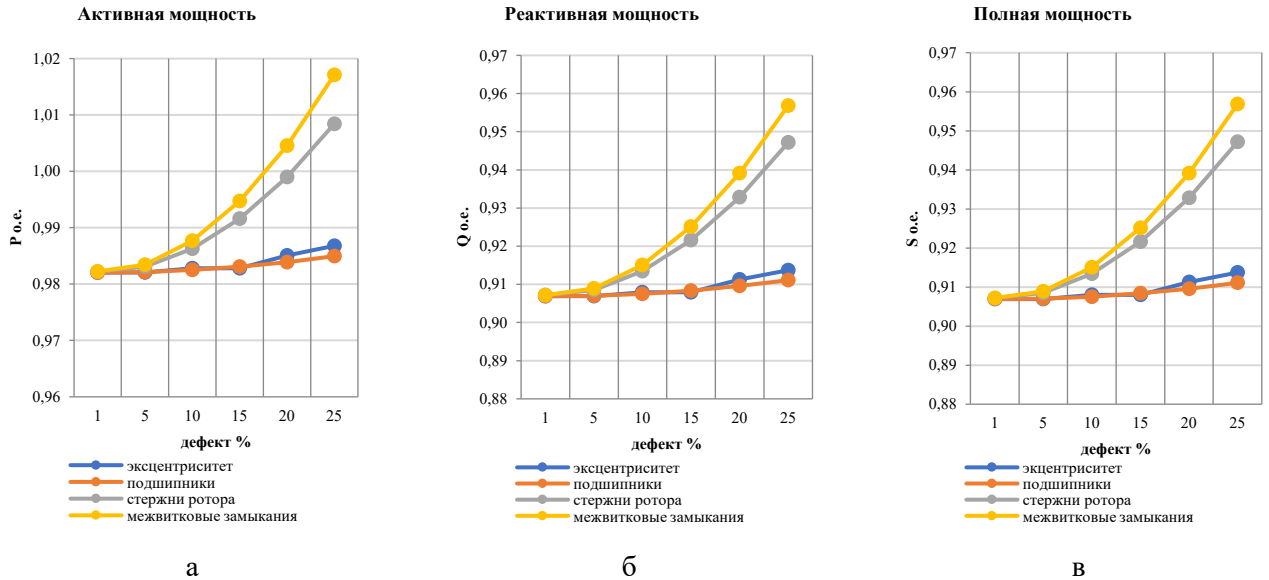 Активная мощность
P о.е.
1,02
1,01
1,00
0,99
0,98
0,97
0,96
1 5 10 15 20 25
дефект %
эксцентриситет
подшипники
стержни ротора
межвитковые замыкания
а
Реактивная мощность
Q о.е.
0,97
0,96
0,95
0,94
0,93
0,92
0,91
0,90
0,89
0,88
1 5 10 15 20 25
дефект %
эксцентриситет
подшипники
стержни ротора
межвитковые замыкания
б
Полная мощность
S о.е.
0,97
0,96
0,95
0,94
0,93
0,92
0,91
0,90
0,89
0,88
1 5 10 15 20 25
дефект %
эксцентриситет
подшипники
стержни ротора
межвитковые замыкания
в